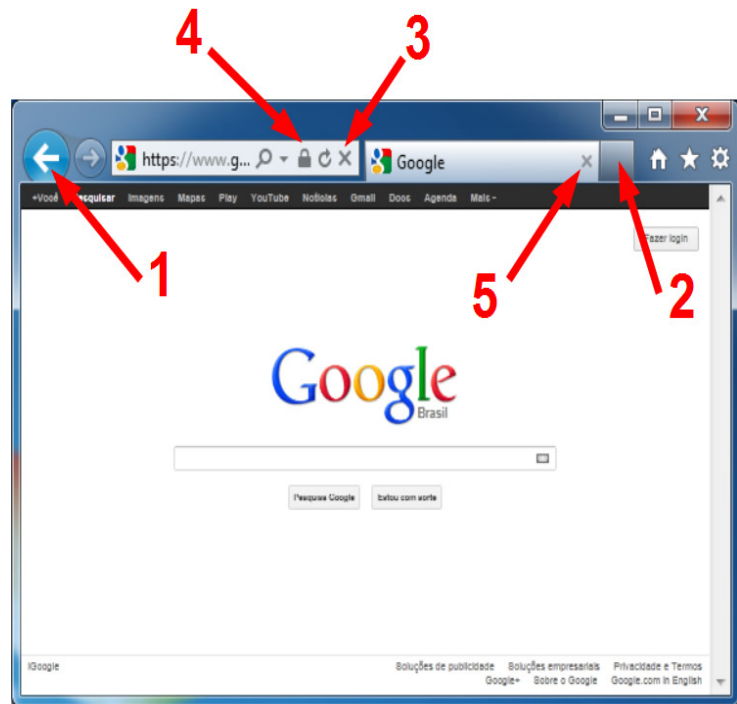 4 3
https://www.g... Google
+Você Pesquisar Imagens Mapas Play YouTube Notícias Gmail Docs Agenda Mais
Fazer login
1 5 2
Google
Brasil
Pesquisa Google Estou com sorte
iGoogle Soluções de publicidade Soluções empresariais Privacidade e Termos
Google+ Sobre o Google Google.com in English